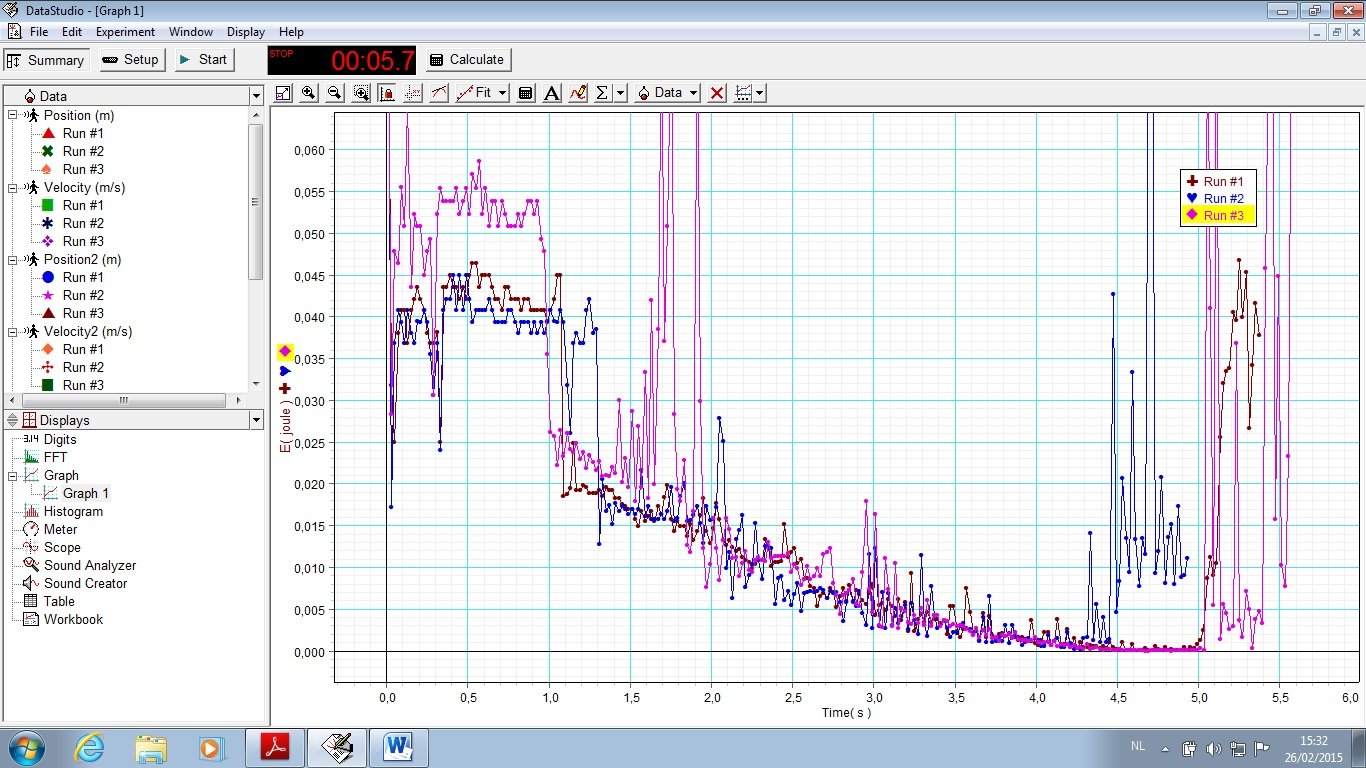 DataStudio - [Graph 1]
File Edit Experiment Window Display Help
Summary Setup Start STOP 00:05.7 Calculate
Data
Position (m)
Run #1
Run #2
Run #3
Velocity (m/s)
Run #1
Run #2
Run #3
Position2 (m)
Run #1
Run #2
Run #3
Velocity2 (m/s)
Run #1
Run #2
Run #3
Displays
3.14 Digits
FFT
Graph
Graph 1
Histogram
Meter
Scope
Sound Analyzer
Sound Creator
Table
Workbook
Fit A Σ Data
0,060
0,055
0,050
0,045
0,040
0,035
0,030
0,025
0,020
0,015
0,010
0,005
0,000
E( joule )
Run #1
Run #2
Run #3
0,0 0,5 1,0 1,5 2,0 2,5 3,0 3,5 4,0 4,5 5,0 5,5 6,0
Time( s )
NL
15:32
26/02/2015